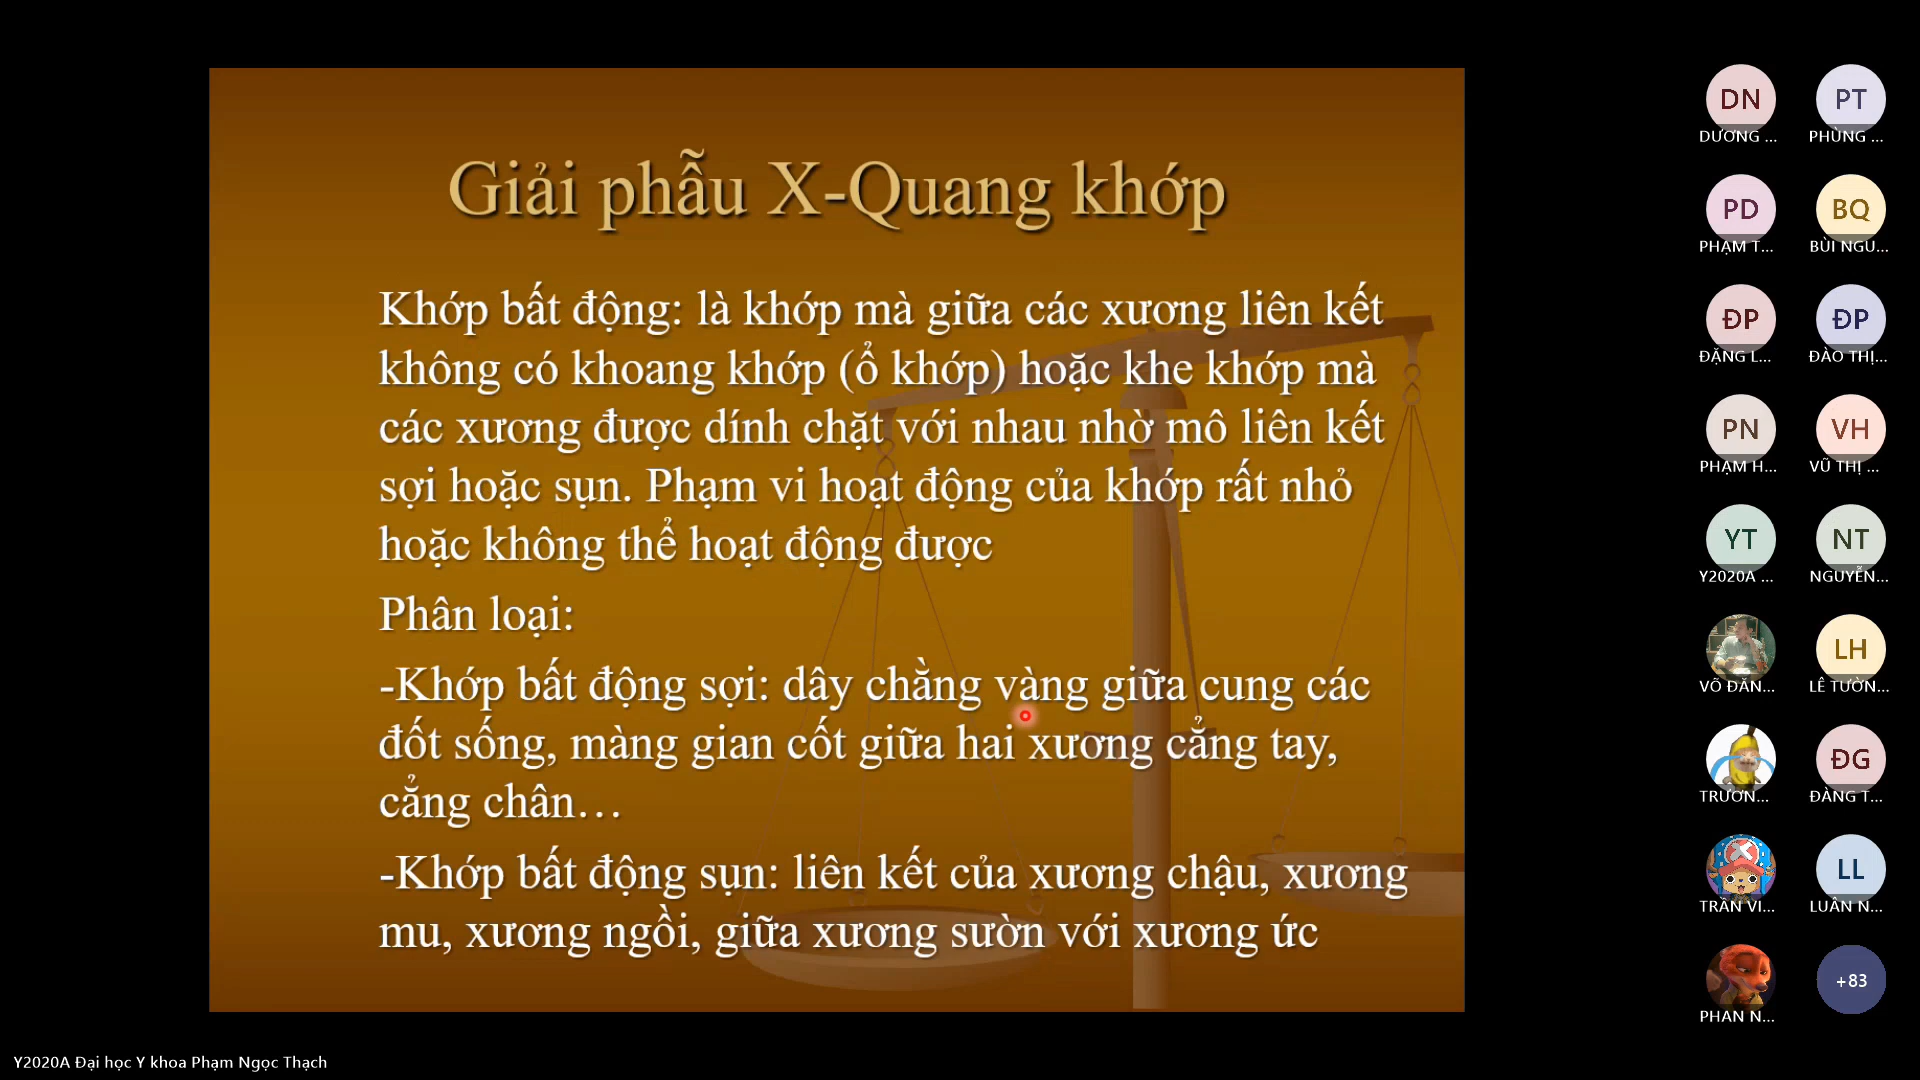 Giải phẫu X-Quang khớp
Khớp bất động: là khớp mà giữa các xương liên kết
không có khoang khớp (ổ khớp) hoặc khe khớp mà
các xương được dính chặt với nhau nhờ mô liên kết
sợi hoặc sụn. Phạm vi hoạt động của khớp rất nhỏ
hoặc không thể hoạt động được
Phân loại:
-Khớp bất động sợi: dây chằng vàng giữa cung các
đốt sống, màng gian cốt giữa hai xương cẳng tay,
cẳng chân…
-Khớp bất động sụn: liên kết của xương chậu, xương
mu, xương ngồi, giữa xương sườn với xương ức
DN
DƯƠNG ...
PT
PHÙNG ...
PD
PHẠM T...
BQ
BÙI NGU...
ĐP
ĐẶNG L...
ĐP
ĐÀO THỊ...
PN
PHẠM H...
VH
VŨ THỊ ...
YT
Y2020A ...
NT
NGUYỄN...
VÕ ĐĂN...
LH
LÊ TƯỜN...
TRƯƠN...
ĐG
ĐÀNG T...
TRẦN VI...
LL
LUÂN N...
PHAN N...
+83
Y2020A Đại học Y khoa Phạm Ngọc Thạch